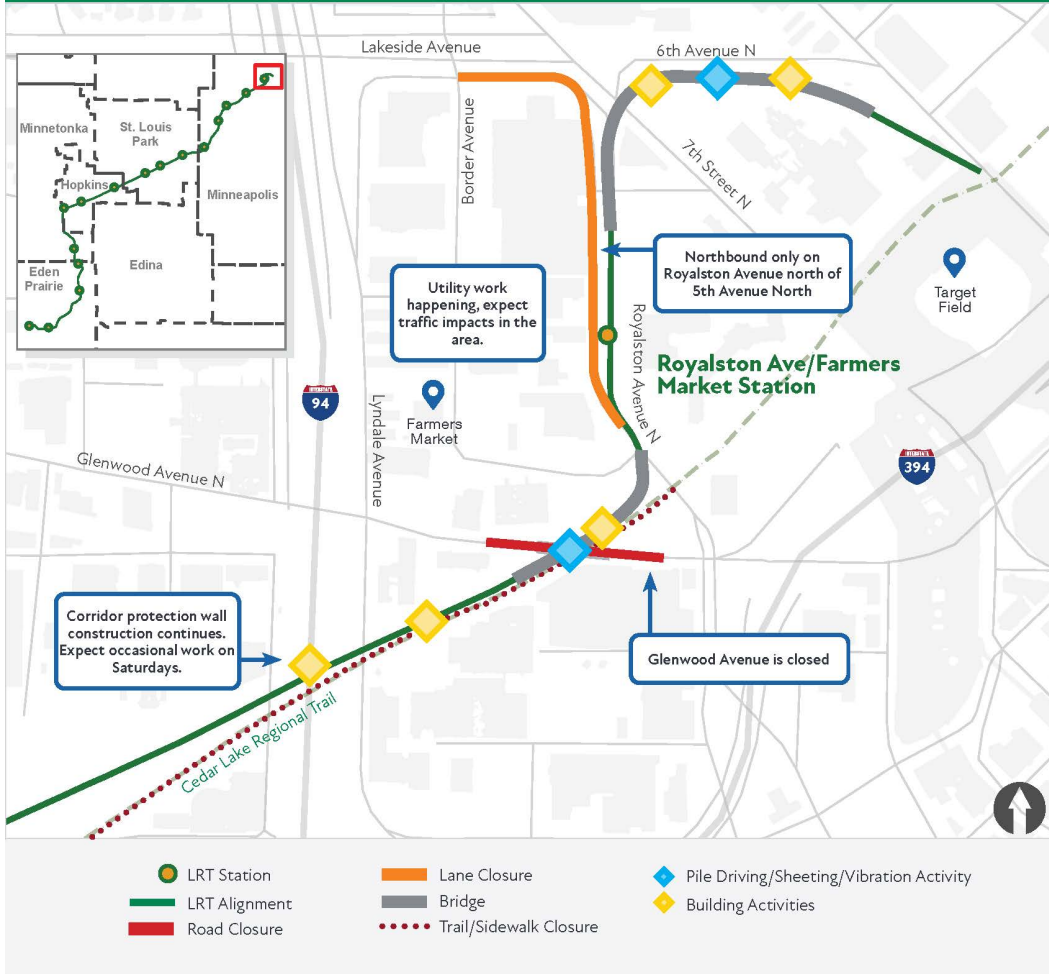 Lakeside Avenue
6th Avenue N
Minnetonka
St. Louis
Park
Hopkins
Minneapolis
Eden
Prairie
Edina
Border Avenue
7th Street N
Northbound only on
Royalston Avenue north of
5th Avenue North
Target
Field
Utility work
happening, expect
traffic impacts in the
area.
Royalston Avenue N
Royalston Ave/Farmers
Market Station
INTERSTATE
94
Lyndale Avenue
Farmers
Market
Glenwood Avenue N
INTERSTATE
394
Corridor protection wall
construction continues.
Expect occasional work on
Saturdays.
Glenwood Avenue is closed
Cedar Lake Regional Trail
LRT Station
LRT Alignment
Road Closure
Lane Closure
Bridge
Trail/Sidewalk Closure
Pile Driving/Sheeting/Vibration Activity
Building Activities